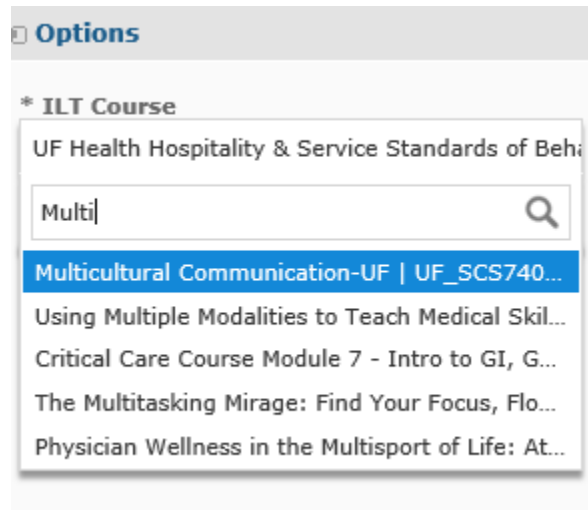 Options
* ILT Course
UF Health Hospitality & Service Standards of Beha
Multi
Multicultural Communication-UF | UF_SCS740...
Using Multiple Modalities to Teach Medical Skil...
Critical Care Course Module 7 - Intro to GI, G...
The Multitasking Mirage: Find Your Focus, Flo...
Physician Wellness in the Multisport of Life: At...